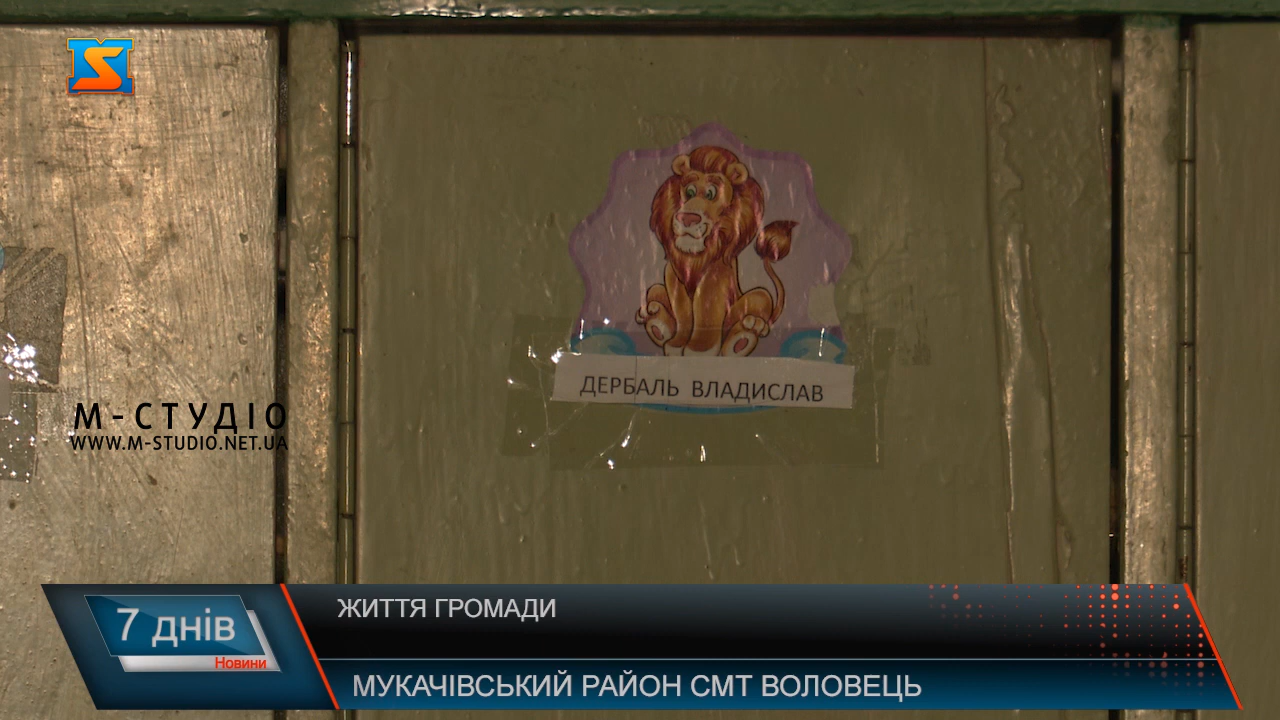 ДЕРБАЛЬ ВЛАДИСЛАВ
М-СТУДІО
WWW.M-STUDIO.NET.UA
7 днів
Новини
ЖИТТЯ ГРОМАДИ
МУКАЧІВСЬКИЙ РАЙОН СМТ ВОЛОВЕЦЬ